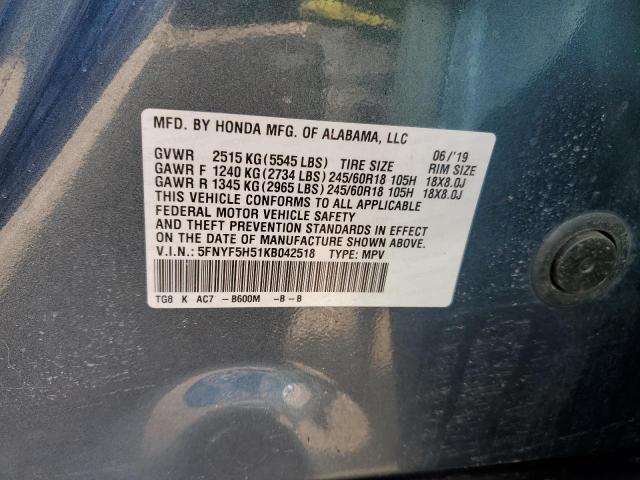 MFD. BY HONDA MFG. OF ALABAMA, LLC
GVWR 2515 KG (5545 LBS) TIRE SIZE 06/'19 RIM SIZE
GAWR F 1240 KG (2734 LBS) 245/60R18 105H 18X8.0J
GAWR R 1345 KG (2965 LBS) 245/60R18 105H 18X8.0J
THIS VEHICLE CONFORMS TO ALL APPLICABLE
FEDERAL MOTOR VEHICLE SAFETY
AND THEFT PREVENTION STANDARDS IN EFFECT
ON THE DATE OF MANUFACTURE SHOWN ABOVE.
V.I.N.: 5FNYF5H51KB042518 TYPE: MPV
TG8 K AC7 -B600M -B-B